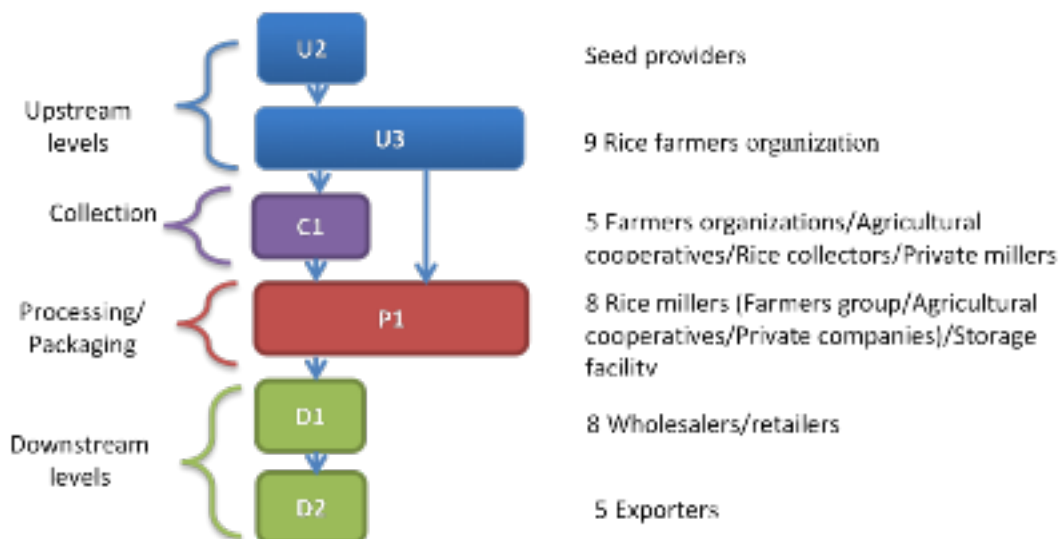 U2
Seed providers
Upstream
levels
U3
9 Rice farmers organization
Collection
C1
5 Farmers organizations/Agricultural
cooperatives/Rice collectors/Private millers
Processing/
Packaging
P1
8 Rice millers (Farmers group/Agricultural
cooperatives/Private companies)/Storage
facility
D1
8 Wholesalers/retailers
Downstream
levels
D2
5 Exporters